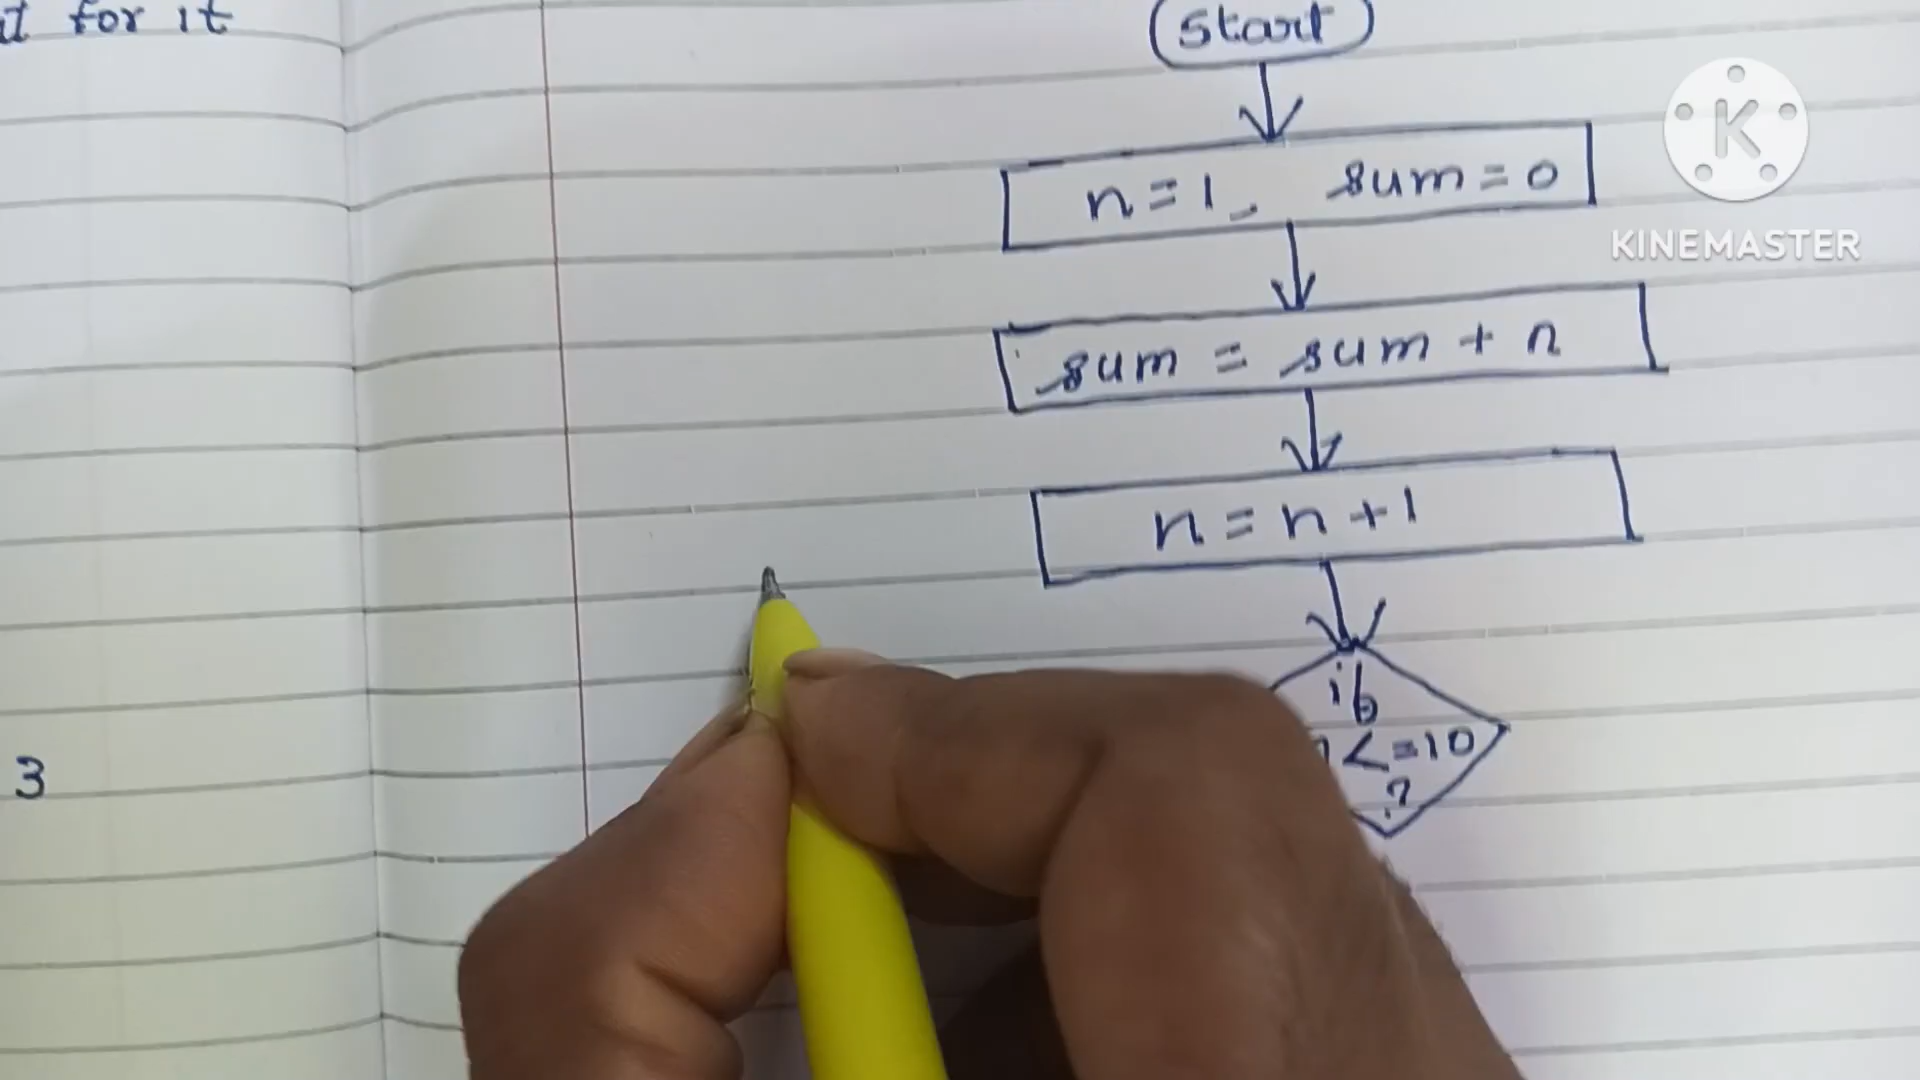 for it
start
n=1, sum=0
sum = sum + n
n=n+1
if
<=10
?
3
K
KINEMASTER